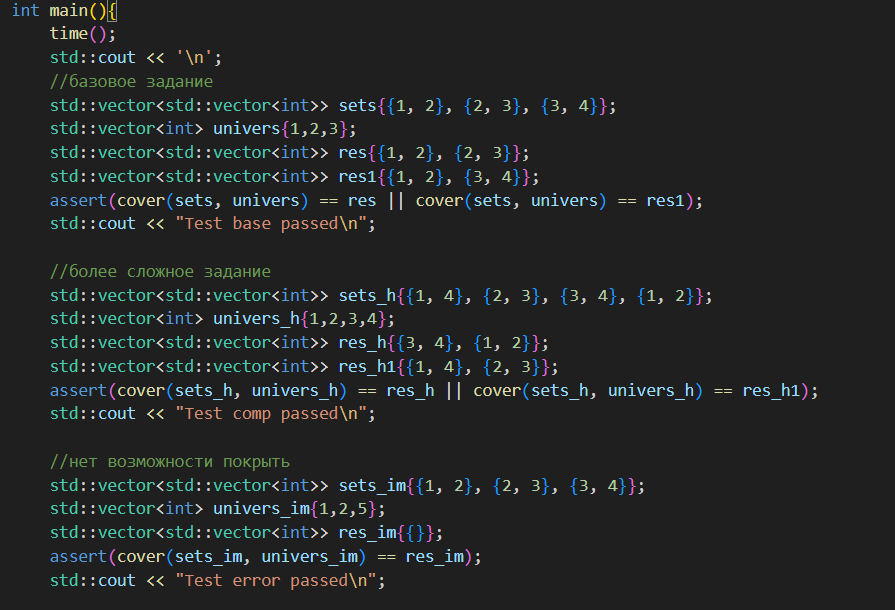 int main(){
    time();
    std::cout << '\n';
    //базовое задание
    std::vector<std::vector<int>> sets{{1, 2}, {2, 3}, {3, 4}};
    std::vector<int> univers{1,2,3};
    std::vector<std::vector<int>> res{{1, 2}, {2, 3}};
    std::vector<std::vector<int>> res1{{1, 2}, {3, 4}};
    assert(cover(sets, univers) == res || cover(sets, univers) == res1);
    std::cout << "Test base passed\n";

    //более сложное задание
    std::vector<std::vector<int>> sets_h{{1, 4}, {2, 3}, {3, 4}, {1, 2}};
    std::vector<int> univers_h{1,2,3,4};
    std::vector<std::vector<int>> res_h{{3, 4}, {1, 2}};
    std::vector<std::vector<int>> res_h1{{1, 4}, {2, 3}};
    assert(cover(sets_h, univers_h) == res_h || cover(sets_h, univers_h) == res_h1);
    std::cout << "Test comp passed\n";

    //нет возможности покрыть
    std::vector<std::vector<int>> sets_im{{1, 2}, {2, 3}, {3, 4}};
    std::vector<int> univers_im{1,2,5};
    std::vector<std::vector<int>> res_im{{}};
    assert(cover(sets_im, univers_im) == res_im);
    std::cout << "Test error passed\n";